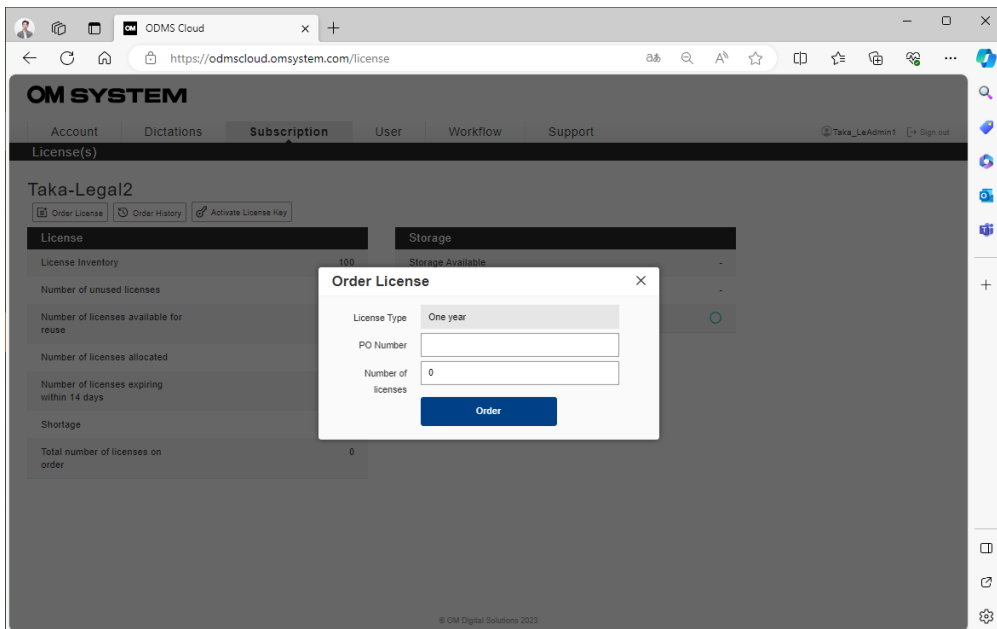 ODMS Cloud
https://odmscloud.omsystem.com/license
OM SYSTEM
Account Dictations Subscription User Workflow Support Taka_LeAdmin1 Sign out
License(s)
Taka-Legal2
Order License Order History Activate License Key
License Storage
License Inventory 100 Storage Available -
Number of unused licenses -
Number of licenses available for
reuse
Number of licenses allocated
Number of licenses expiring
within 14 days
Shortage
Total number of licenses on
order 0
Order License
License Type One year
PO Number
Number of
licenses 0
Order
© OM Digital Solutions 2023